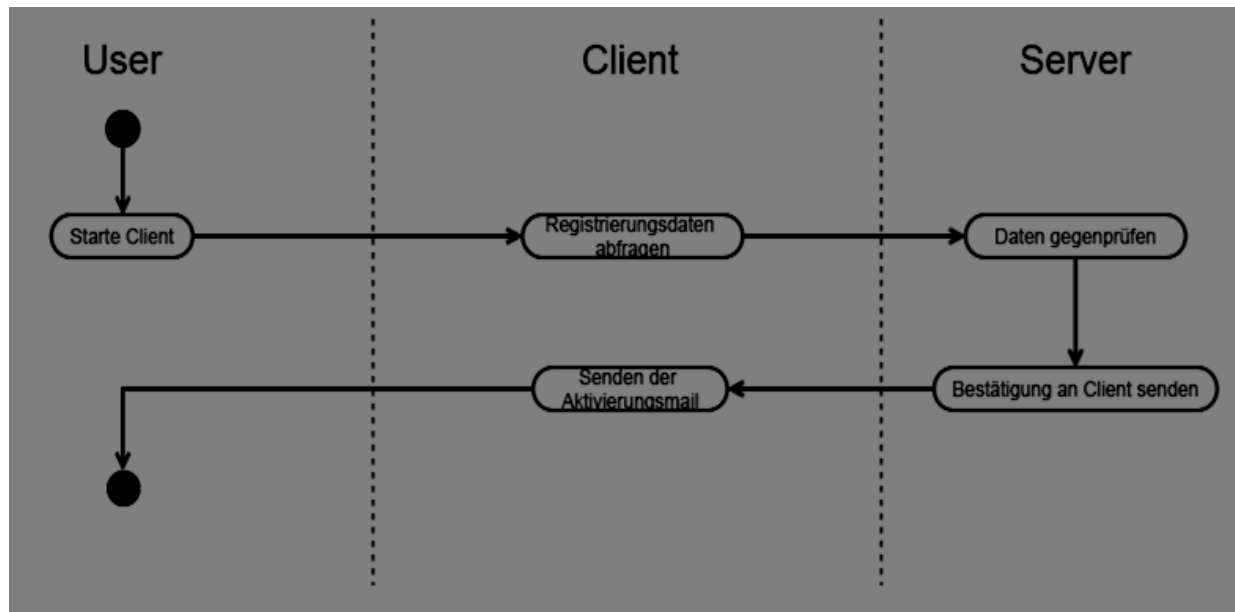 User
Client
Server
Starte Client
Registrierungsdaten
abfragen
Daten gegenprüfen
Senden der
Aktivierungsmail
Bestätigung an Client senden